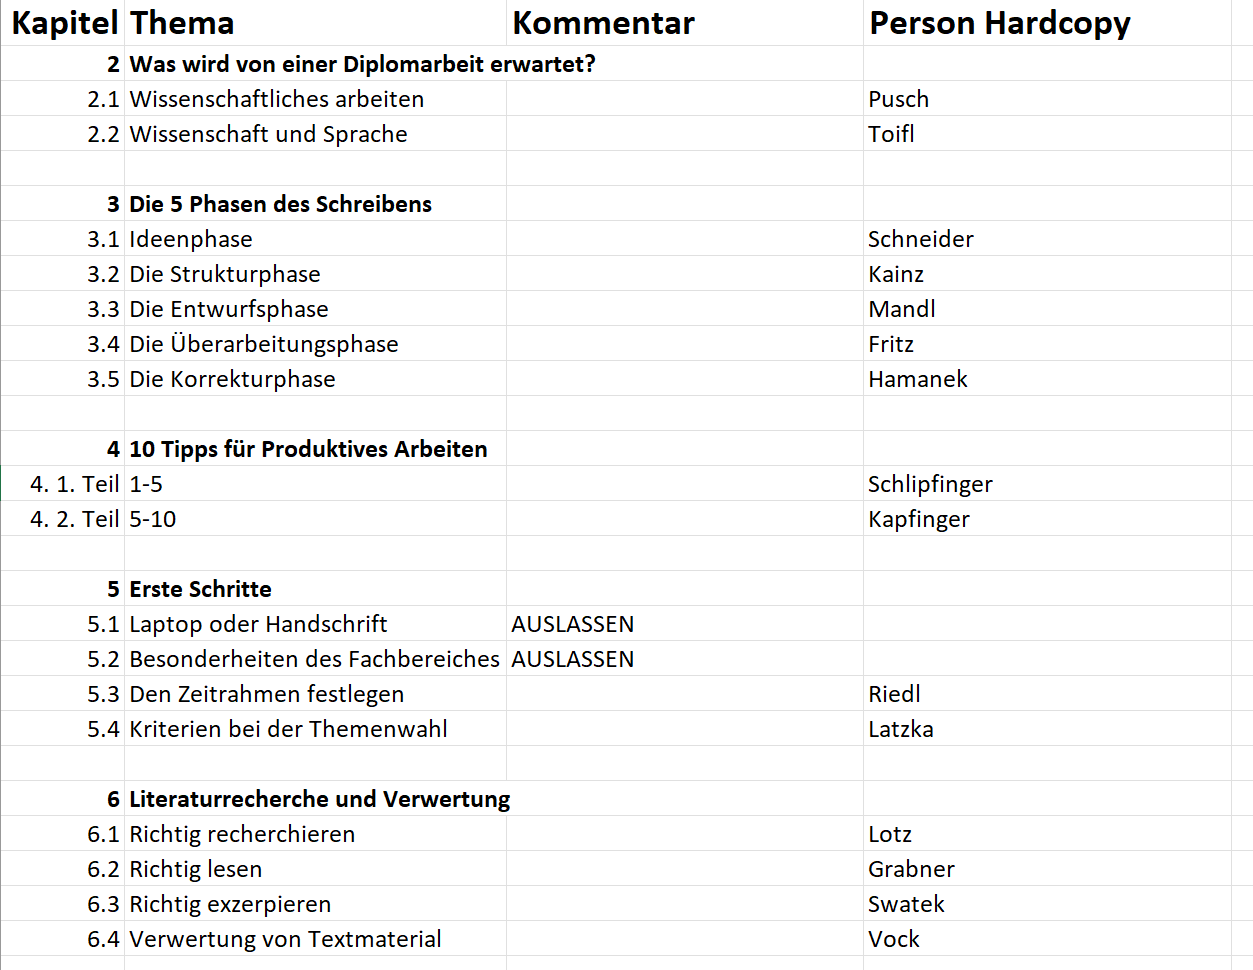 Kapitel Thema Kommentar Person Hardcopy
2 Was wird von einer Diplomarbeit erwartet?
2.1 Wissenschaftliches arbeiten Pusch
2.2 Wissenschaft und Sprache Toifl
3 Die 5 Phasen des Schreibens
3.1 Ideenphase Schneider
3.2 Die Strukturphase Kainz
3.3 Die Entwurfsphase Mandl
3.4 Die Überarbeitungsphase Fritz
3.5 Die Korrekturphase Hamanek
4 10 Tipps für Produktives Arbeiten
4. 1. Teil 1-5 Schlipfinger
4. 2. Teil 5-10 Kapfinger
5 Erste Schritte
5.1 Laptop oder Handschrift AUSLASSEN
5.2 Besonderheiten des Fachbereiches AUSLASSEN
5.3 Den Zeitrahmen festlegen Riedl
5.4 Kriterien bei der Themenwahl Latzka
6 Literaturrecherche und Verwertung
6.1 Richtig recherchieren Lotz
6.2 Richtig lesen Grabner
6.3 Richtig exzerpieren Swatek
6.4 Verwertung von Textmaterial Vock